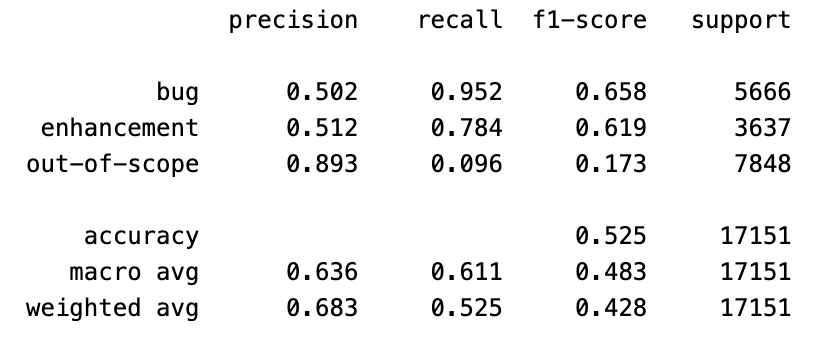 precision recall f1-score support
bug 0.502 0.952 0.658 5666
enhancement 0.512 0.784 0.619 3637
out-of-scope 0.893 0.096 0.173 7848
accuracy 0.525 17151
macro avg 0.636 0.611 0.483 17151
weighted avg 0.683 0.525 0.428 17151